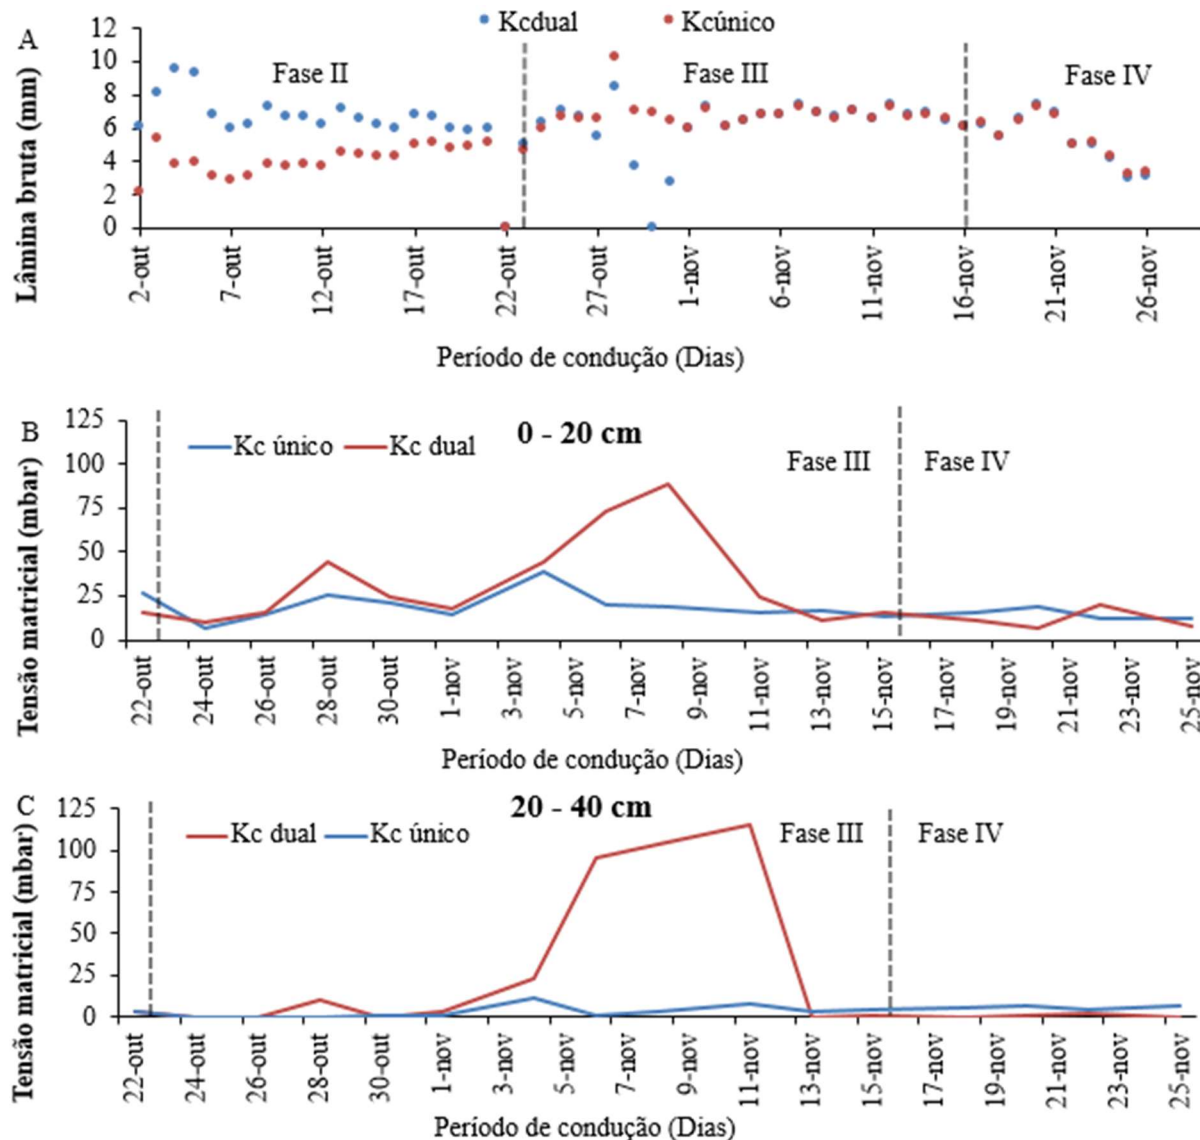 A
Kcdual Kcúnico
Fase II Fase III Fase IV
Lâmina bruta (mm)
12
10
8
6
4
2
0
2-out 7-out 12-out 17-out 22-out 27-out 1-nov 6-nov 11-nov 16-nov 21-nov 26-nov
Período de condução (Dias)
B
0 - 20 cm
Kc único Kc dual
Fase III Fase IV
Tensão matricial (mbar)
125
100
75
50
25
0
22-out 24-out 26-out 28-out 30-out 1-nov 3-nov 5-nov 7-nov 9-nov 11-nov 13-nov 15-nov 17-nov 19-nov 21-nov 23-nov 25-nov
Período de condução (Dias)
C
20 - 40 cm
Kc dual Kc único
Fase III Fase IV
Tensão matricial (mbar)
125
100
75
50
25
0
22-out 24-out 26-out 28-out 30-out 1-nov 3-nov 5-nov 7-nov 9-nov 11-nov 13-nov 15-nov 17-nov 19-nov 21-nov 23-nov 25-nov
Período de condução (Dias)